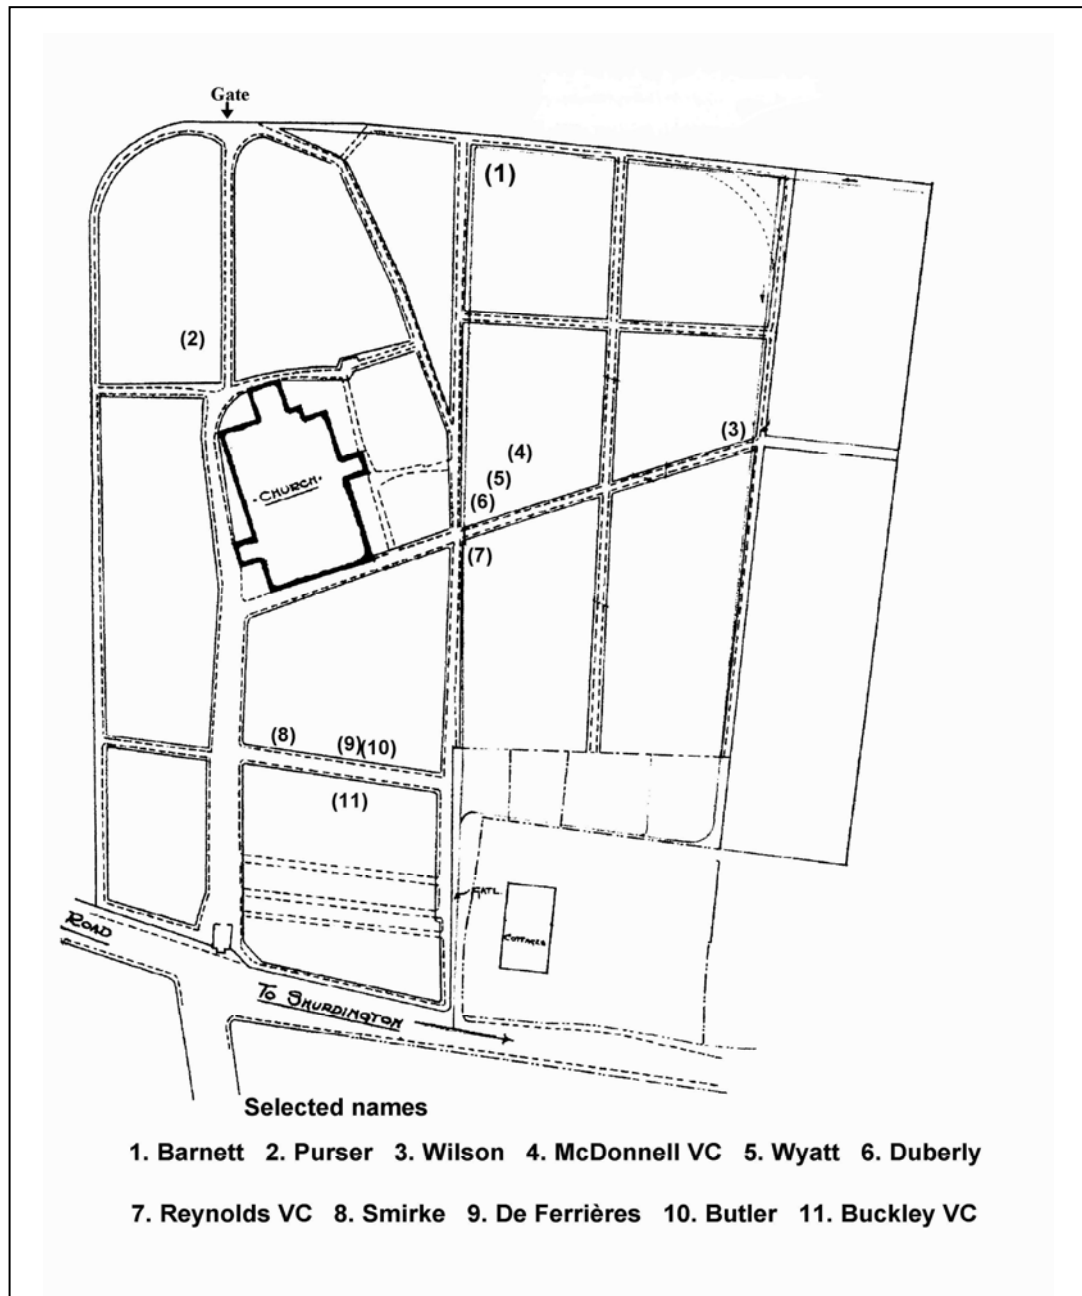 Gate
(1)
(2)
(3)
(4)
(5)
(6)
(7)
- CHURCH -
(8)
(9)(10)
(11)
GATE
COTTAGES
ROAD
TO SHURDINGTON
Selected names
1. Barnett 2. Purser 3. Wilson 4. McDonnell VC 5. Wyatt 6. Duberly
7. Reynolds VC 8. Smirke 9. De Ferrières 10. Butler 11. Buckley VC